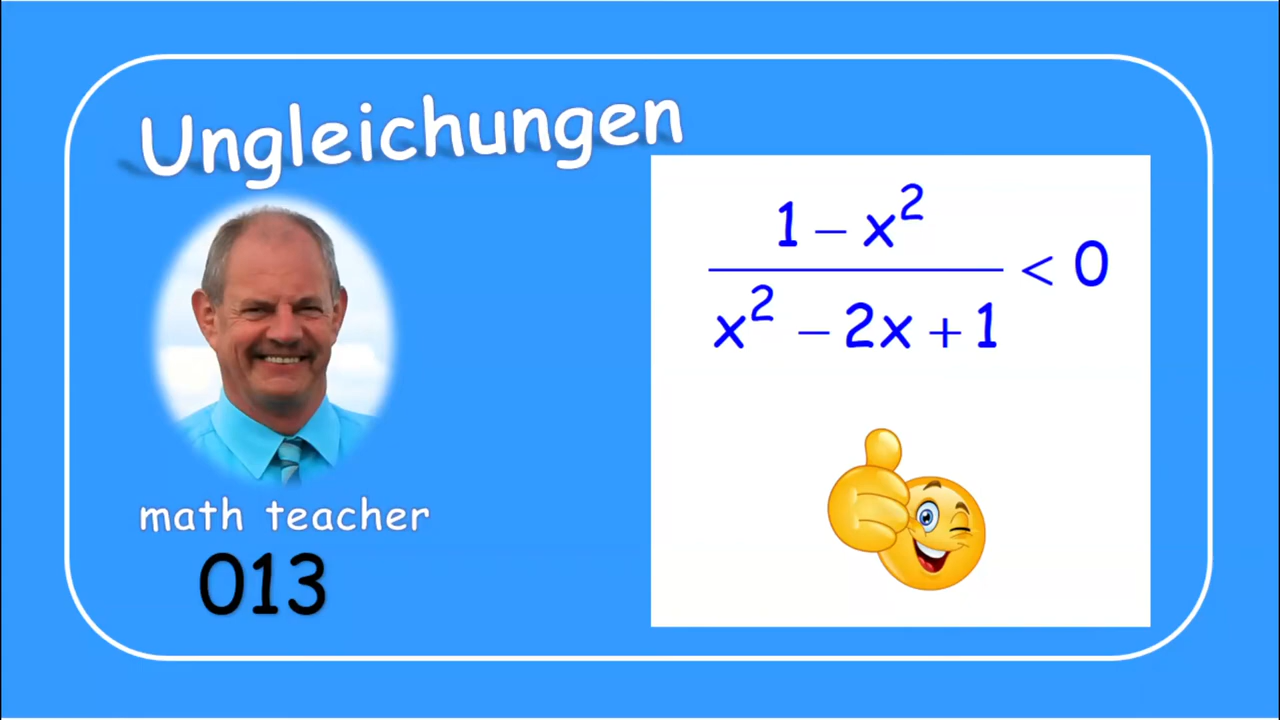 Ungleichungen
1 – x²
x² – 2x + 1
< 0
math teacher
013